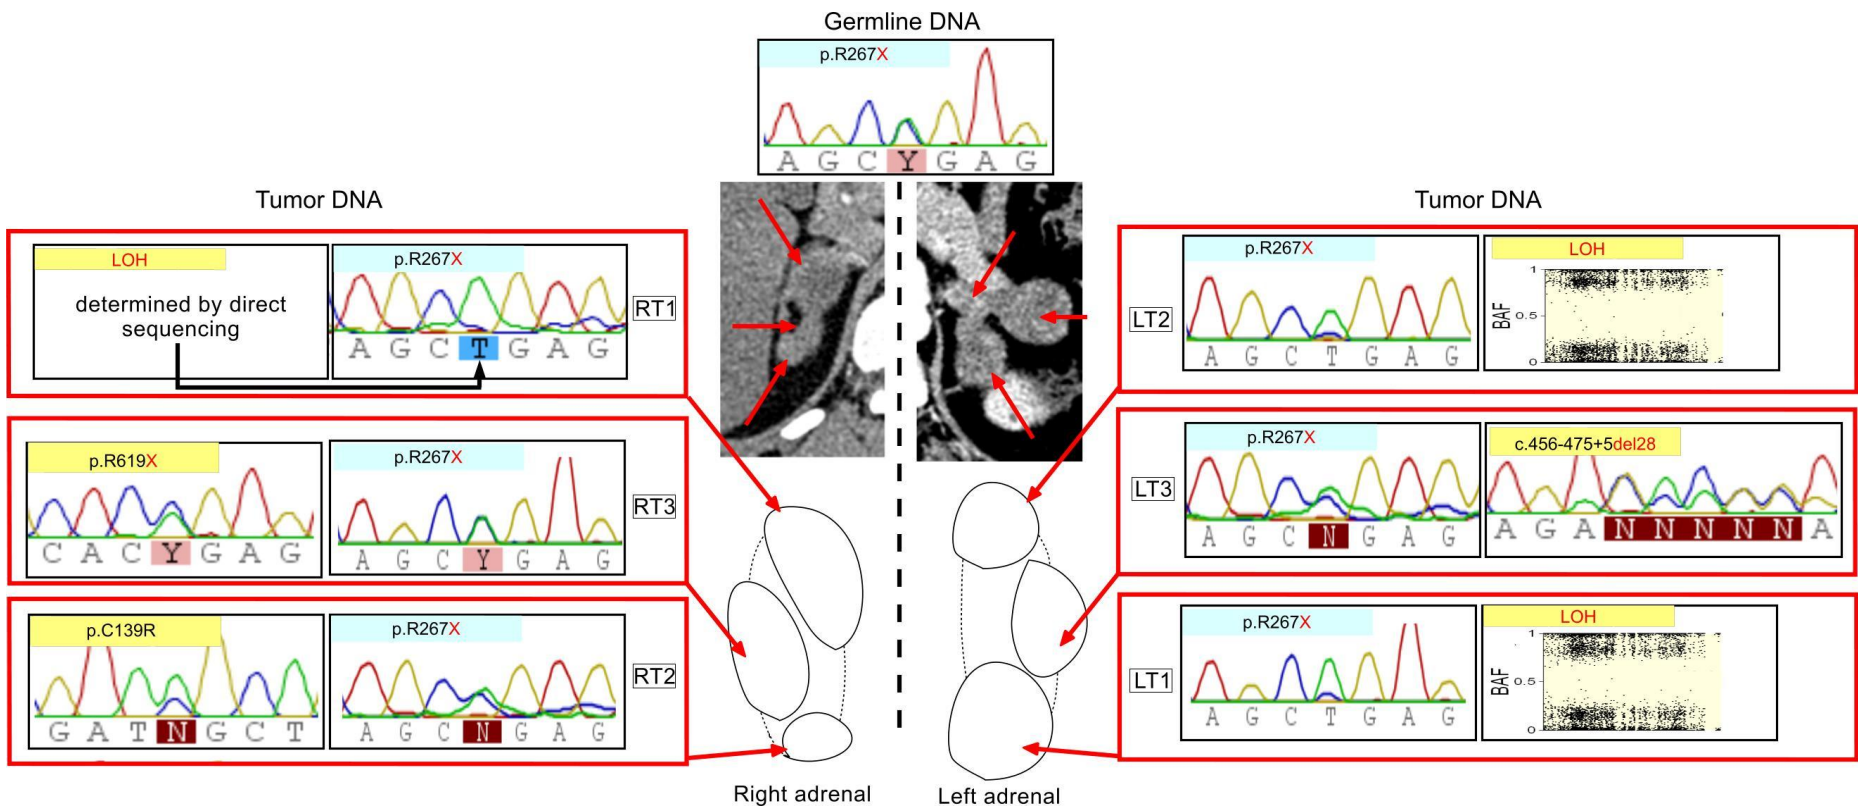 Germline DNA
p.R267X
A G C Y G A G
Tumor DNA
LOH
determined by direct
sequencing
p.R267X
A G C T G A G
RT1
p.R619X
C A C Y G A G
p.R267X
A G C Y G A G
RT3
p.C139R
G A T N G C T
p.R267X
A G C N G A G
RT2
Right adrenal
Left adrenal
Tumor DNA
LT2
p.R267X
A G C T G A G
LOH
BAF
1
0.5
0
LT3
p.R267X
A G C N G A G
c.456-475+5del28
A G A N N N N N A
LT1
p.R267X
A G C T G A G
LOH
BAF
1
0.5
0